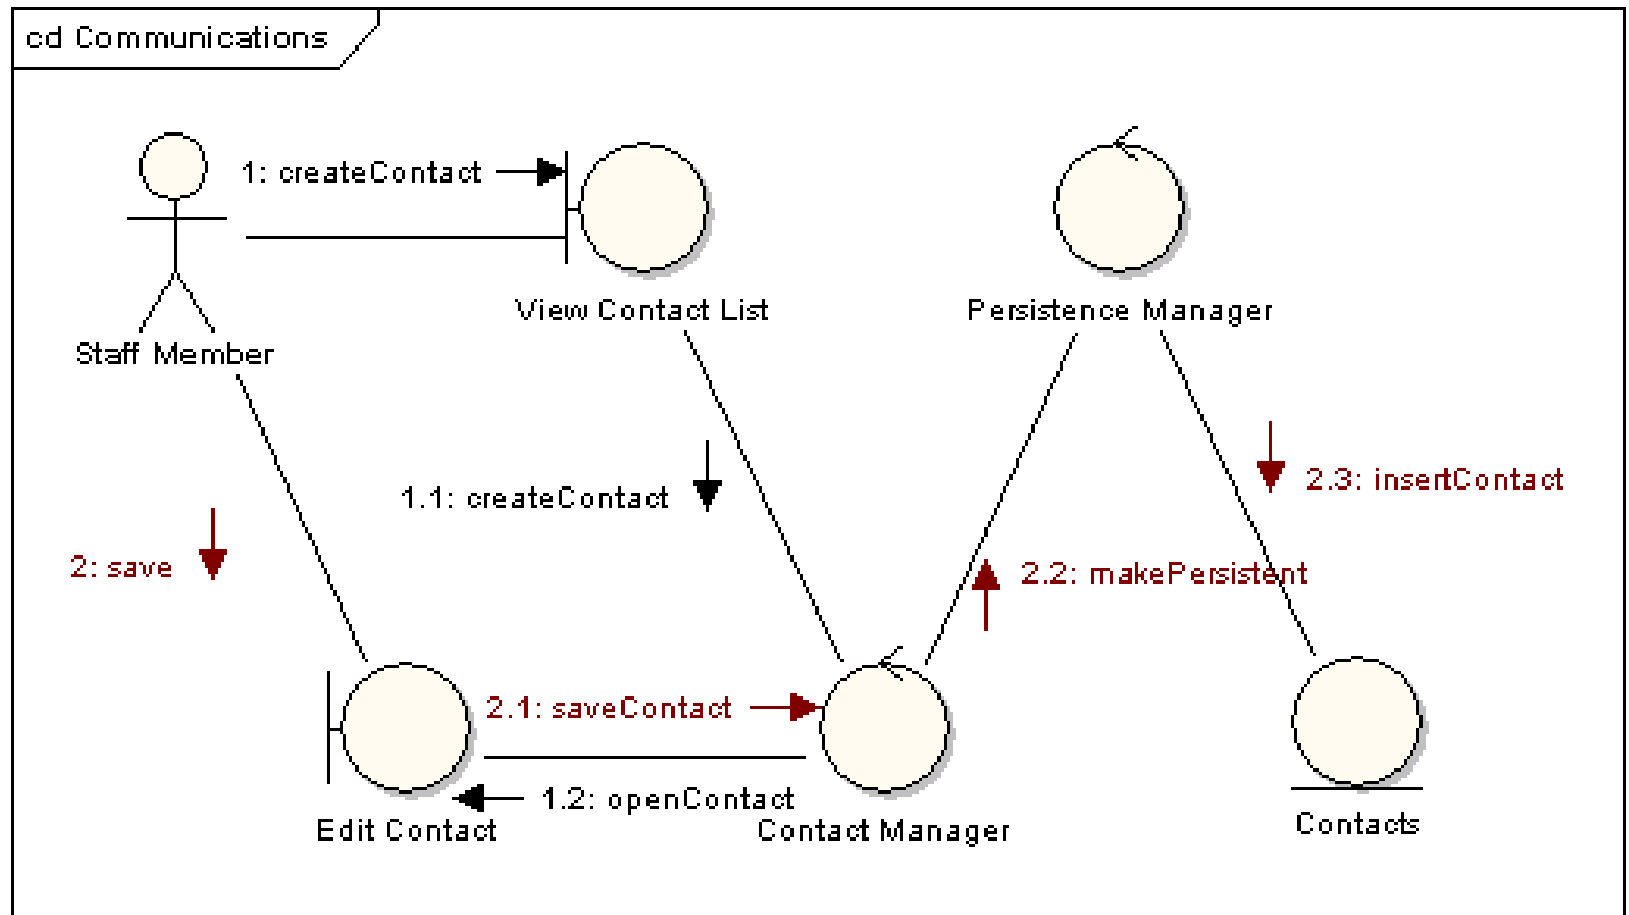 cd Communications
1: createContact
View Contact List
Persistence Manager
Staff Member
1.1: createContact
2.3: insertContact
2: save
2.2: makePersistent
2.1: saveContact
1.2: openContact
Edit Contact
Contact Manager
Contacts